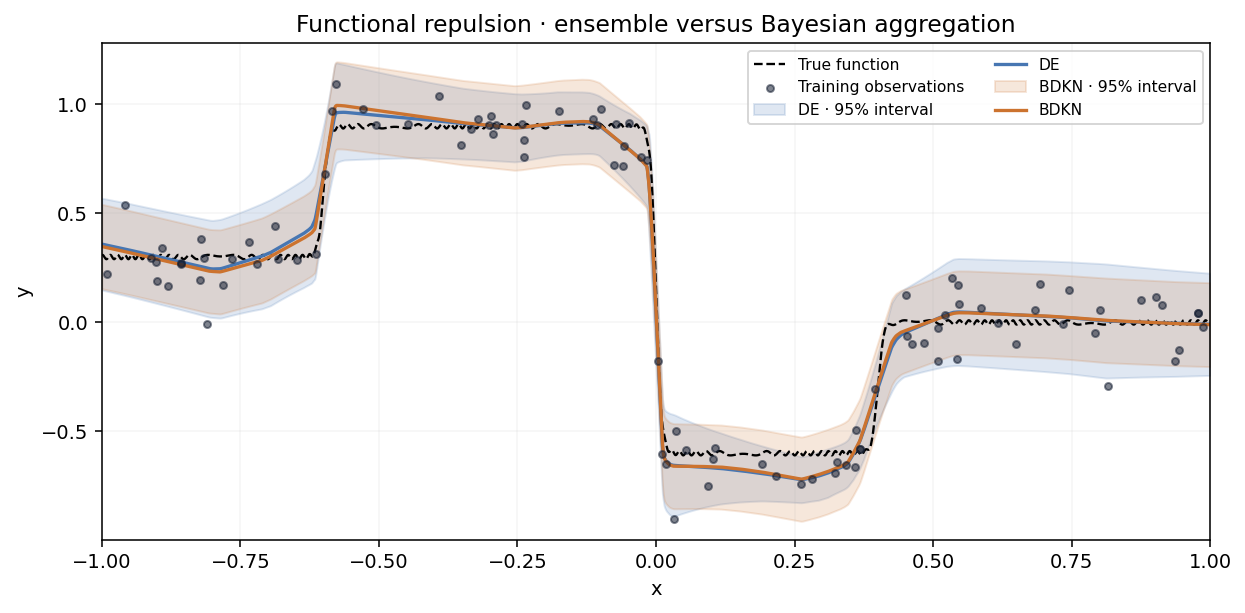 Functional repulsion · ensemble versus Bayesian aggregation
True function
Training observations
DE · 95% interval
DE
BDKN · 95% interval
BDKN
y
1.0
0.5
0.0
−0.5
−1.00 −0.75 −0.50 −0.25 0.00 0.25 0.50 0.75 1.00
x